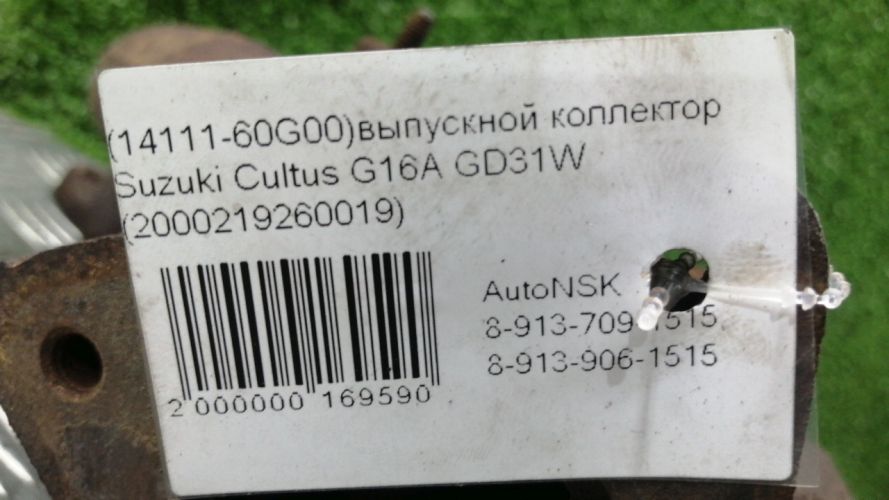 (14111-60G00)выпускной коллектор
Suzuki Cultus G16A GD31W
(2000219260019)
AutoNSK
8-913-709-1515
8-913-906-1515
2 000000 169590